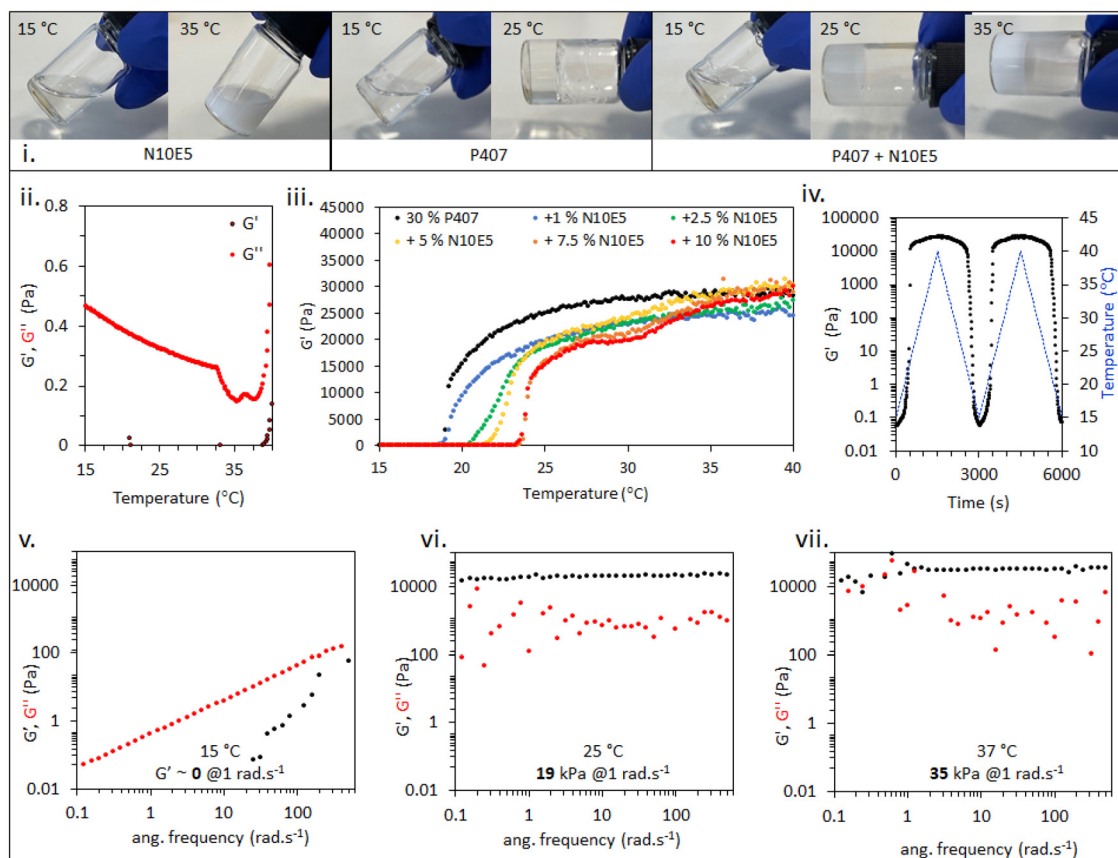 15 °C 35 °C 15 °C 25 °C 15 °C 25 °C 35 °C
i. N10E5 P407 P407 + N10E5
ii.
0.8
0.6
0.4
0.2
0
G', G'' (Pa)
G'
G''
15 25 35
Temperature (°C)
iii.
45000
40000
35000
30000
25000
20000
15000
10000
5000
0
G' (Pa)
30 % P407 +1 % N10E5 +2.5 % N10E5
+ 5 % N10E5 + 7.5 % N10E5 + 10 % N10E5
15 20 25 30 35 40
Temperature (°C)
iv.
100000
10000
1000
100
10
1
0.1
0.01
G' (Pa)
45
40
35
30
25
20
15
10
Temperature (°C)
0 3000 6000
Time (s)
v.
10000
100
1
0.01
G', G'' (Pa)
15 °C
G' ~ 0 @1 rad.s-1
0.1 1 10 100
ang. frequency (rad.s-1)
vi.
10000
100
1
0.01
G', G'' (Pa)
25 °C
19 kPa @1 rad.s-1
0.1 1 10 100
ang. frequency (rad.s-1)
vii.
10000
100
1
0.01
G', G'' (Pa)
37 °C
35 kPa @1 rad.s-1
0.1 1 10 100
ang. frequency (rad.s-1)